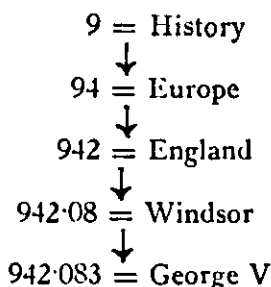 9 = History
↓
94 = Europe
↓
942 = England
↓
942·08 = Windsor
↓
942·083 = George V